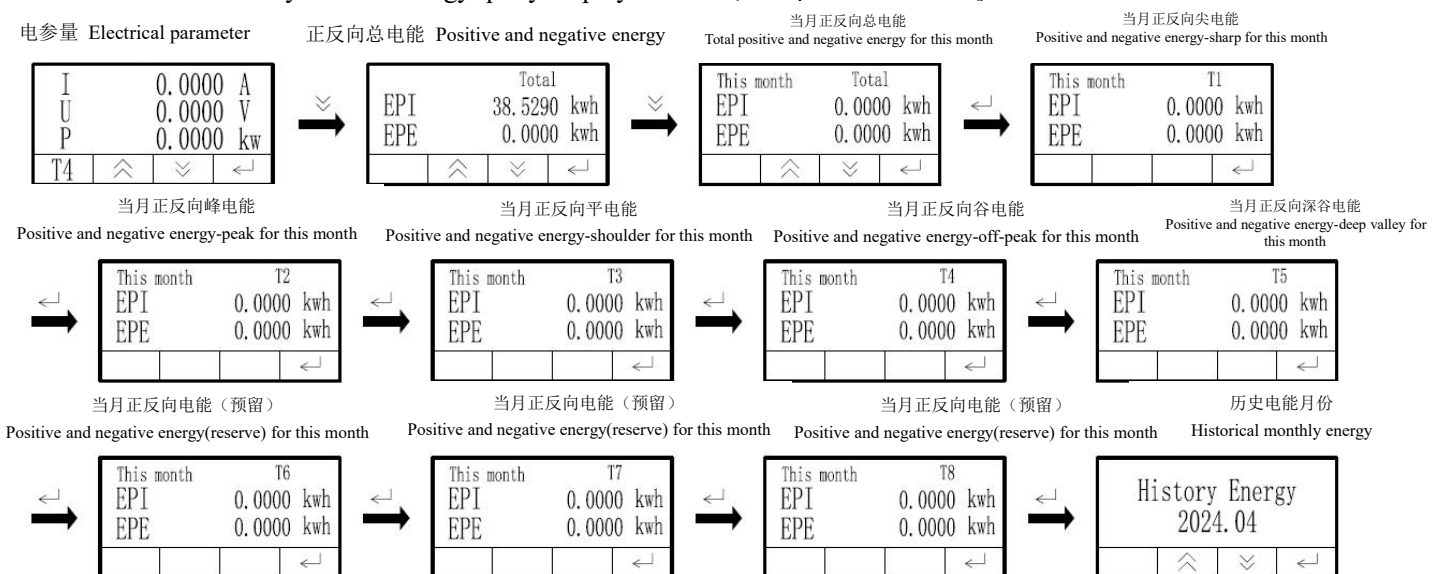 电参量 Electrical parameter
正反向总电能 Positive and negative energy
当月正反向总电能
Total positive and negative energy for this month
当月正反向尖电能
Positive and negative energy-sharp for this month
I 0.0000 A
U 0.0000 V
P 0.0000 kw
T4
Total
EPI 38.5290 kwh
EPE 0.0000 kwh
This month Total
EPI 0.0000 kwh
EPE 0.0000 kwh
This month T1
EPI 0.0000 kwh
EPE 0.0000 kwh
当月正反向峰电能
Positive and negative energy-peak for this month
当月正反向平电能
Positive and negative energy-shoulder for this month
当月正反向谷电能
Positive and negative energy-off-peak for this month
当月正反向深谷电能
Positive and negative energy-deep valley for
this month
This month T2
EPI 0.0000 kwh
EPE 0.0000 kwh
This month T3
EPI 0.0000 kwh
EPE 0.0000 kwh
This month T4
EPI 0.0000 kwh
EPE 0.0000 kwh
This month T5
EPI 0.0000 kwh
EPE 0.0000 kwh
当月正反向电能（预留）
Positive and negative energy(reserve) for this month
当月正反向电能（预留）
Positive and negative energy(reserve) for this month
当月正反向电能（预留）
Positive and negative energy(reserve) for this month
历史电能月份
Historical monthly energy
This month T6
EPI 0.0000 kwh
EPE 0.0000 kwh
This month T7
EPI 0.0000 kwh
EPE 0.0000 kwh
This month T8
EPI 0.0000 kwh
EPE 0.0000 kwh
History Energy
2024.04